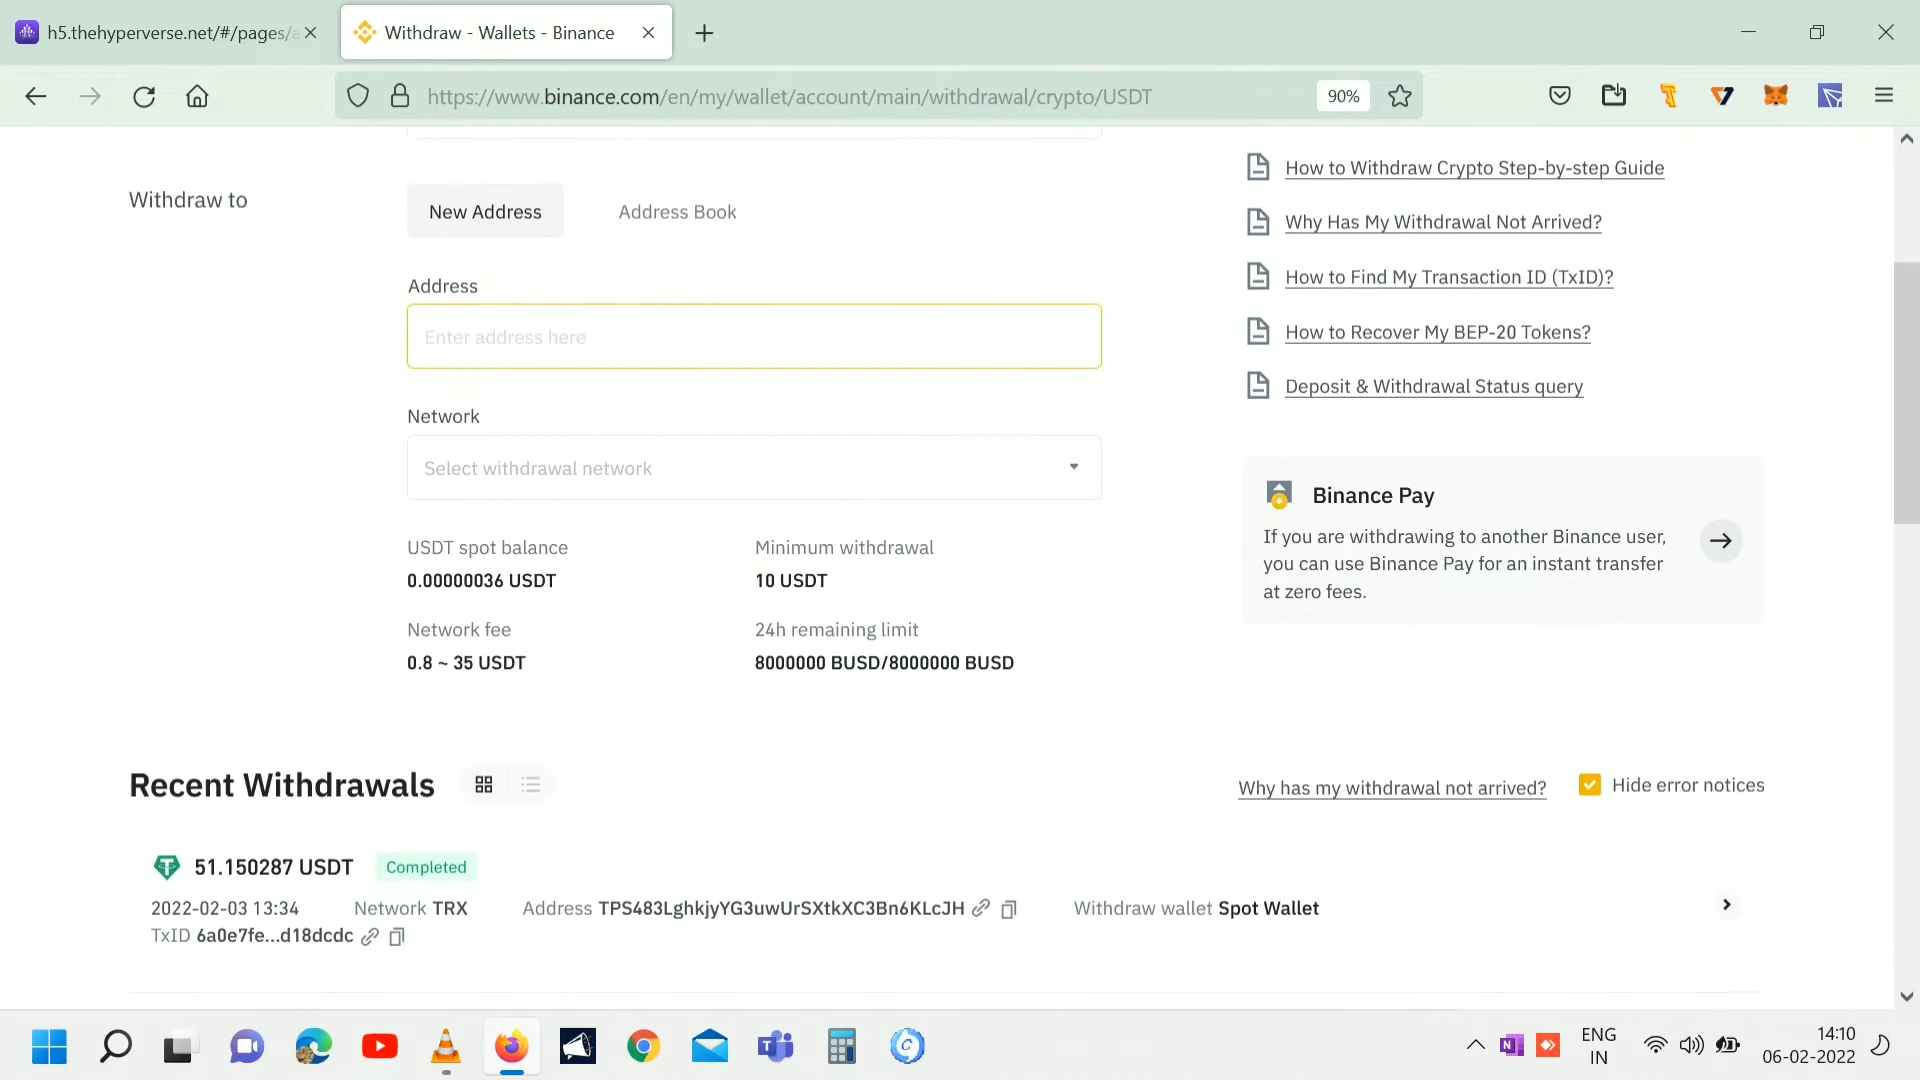 h5.thehyperverse.net/#/pages/a
Withdraw - Wallets - Binance
https://www.binance.com/en/my/wallet/account/main/withdrawal/crypto/USDT
90%
Withdraw to
New Address
Address Book
Address
Enter address here
Network
Select withdrawal network
USDT spot balance
Minimum withdrawal
0.00000036 USDT
10 USDT
Network fee
24h remaining limit
0.8 ~ 35 USDT
8000000 BUSD/8000000 BUSD
How to Withdraw Crypto Step-by-step Guide
Why Has My Withdrawal Not Arrived?
How to Find My Transaction ID (TxID)?
How to Recover My BEP-20 Tokens?
Deposit & Withdrawal Status query
Binance Pay
If you are withdrawing to another Binance user,
you can use Binance Pay for an instant transfer
at zero fees.
Recent Withdrawals
Why has my withdrawal not arrived?
Hide error notices
51.150287 USDT
Completed
2022-02-03 13:34
Network TRX
Address TPS483LghkjyYG3uwUrSXtkXC3Bn6KLcJH
Withdraw wallet Spot Wallet
TxID 6a0e7fe...d18dcdc
ENG
IN
14:10
06-02-2022